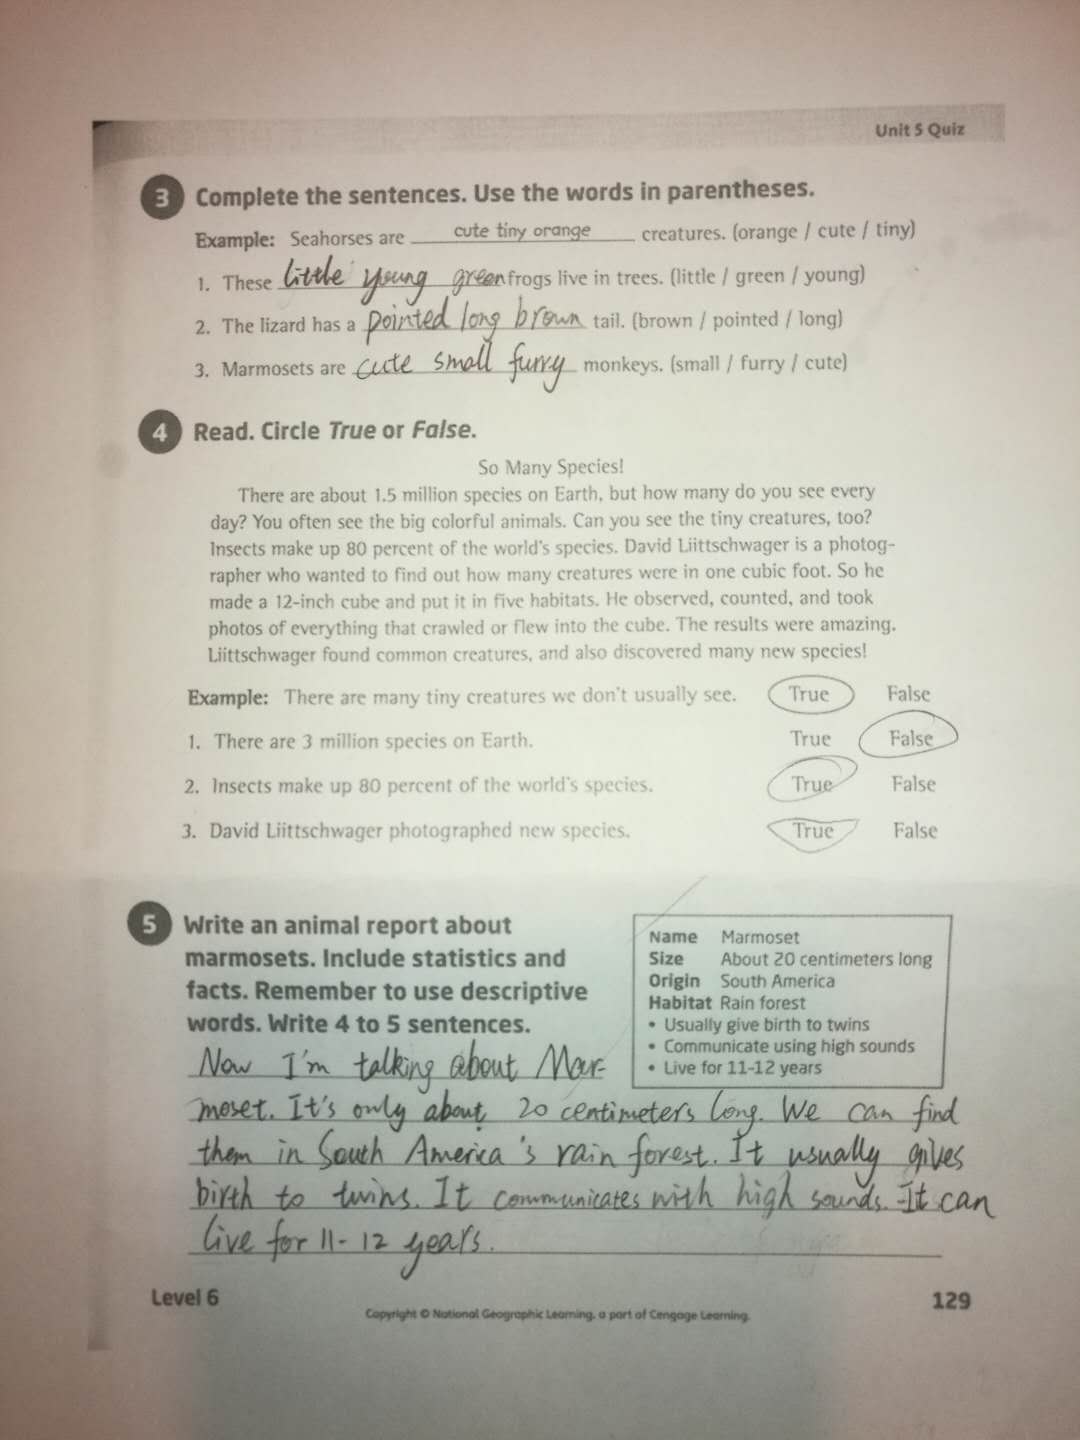 Unit 5 Quiz
3 Complete the sentences. Use the words in parentheses.
Example: Seahorses are cute tiny orange creatures. (orange / cute / tiny)
1. These little young green frogs live in trees. (little / green / young)
2. The lizard has a pointed long brown tail. (brown / pointed / long)
3. Marmosets are cute small furry monkeys. (small / furry / cute)
4 Read. Circle True or False.
So Many Species!
There are about 1.5 million species on Earth, but how many do you see every
day? You often see the big colorful animals. Can you see the tiny creatures, too?
Insects make up 80 percent of the world's species. David Liittschwager is a photog-
rapher who wanted to find out how many creatures were in one cubic foot. So he
made a 12-inch cube and put it in five habitats. He observed, counted, and took
photos of everything that crawled or flew into the cube. The results were amazing.
Liittschwager found common creatures, and also discovered many new species!
Example: There are many tiny creatures we don't usually see. True False
1. There are 3 million species on Earth. True False
2. Insects make up 80 percent of the world's species. True False
3. David Liittschwager photographed new species. True False
5 Write an animal report about
marmosets. Include statistics and
facts. Remember to use descriptive
words. Write 4 to 5 sentences.
Name Marmoset
Size About 20 centimeters long
Origin South America
Habitat Rain forest
• Usually give birth to twins
• Communicate using high sounds
• Live for 11-12 years
Now I'm talking about Mar-
moset. It's only about 20 centimeters long. We can find
them in South America's rain forest. It usually gives
birth to twins. It communicates with high sounds. It can
live for 11-12 years.
Level 6
129
Copyright © National Geographic Learning, a part of Cengage Learning.